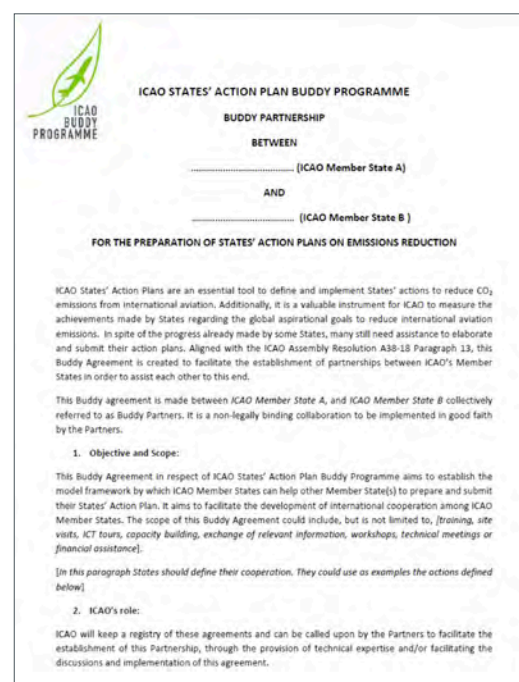 ICAO
BUDDY
PROGRAMME
ICAO STATES' ACTION PLAN BUDDY PROGRAMME
BUDDY PARTNERSHIP
BETWEEN
...................................... (ICAO Member State A)
AND
...................................... (ICAO Member State B )
FOR THE PREPARATION OF STATES' ACTION PLANS ON EMISSIONS REDUCTION
ICAO States' Action Plans are an essential tool to define and implement States' actions to reduce CO₂
emissions from international aviation. Additionally, it is a valuable instrument for ICAO to measure the
achievements made by States regarding the global aspirational goals to reduce international aviation
emissions. In spite of the progress already made by some States, many still need assistance to elaborate
and submit their action plans. Aligned with the ICAO Assembly Resolution A38-18 Paragraph 13, this
Buddy Agreement is created to facilitate the establishment of partnerships between ICAO's Member
States in order to assist each other to this end.
This Buddy agreement is made between ICAO Member State A, and ICAO Member State B collectively
referred to as Buddy Partners. It is a non-legally binding collaboration to be implemented in good faith
by the Partners.
1. Objective and Scope:
This Buddy Agreement in respect of ICAO States' Action Plan Buddy Programme aims to establish the
model framework by which ICAO Member States can help other Member State(s) to prepare and submit
their States' Action Plan. It aims to facilitate the development of international cooperation among ICAO
Member States. The scope of this Buddy Agreement could include, but is not limited to, [training, site
visits, ICT tours, capacity building, exchange of relevant information, workshops, technical meetings or
financial assistance].
[In this paragraph States should define their cooperation. They could use as examples the actions defined
below]
2. ICAO's role:
ICAO will keep a registry of these agreements and can be called upon by the Partners to facilitate the
establishment of this Partnership, through the provision of technical expertise and/or facilitating the
discussions and implementation of this agreement.